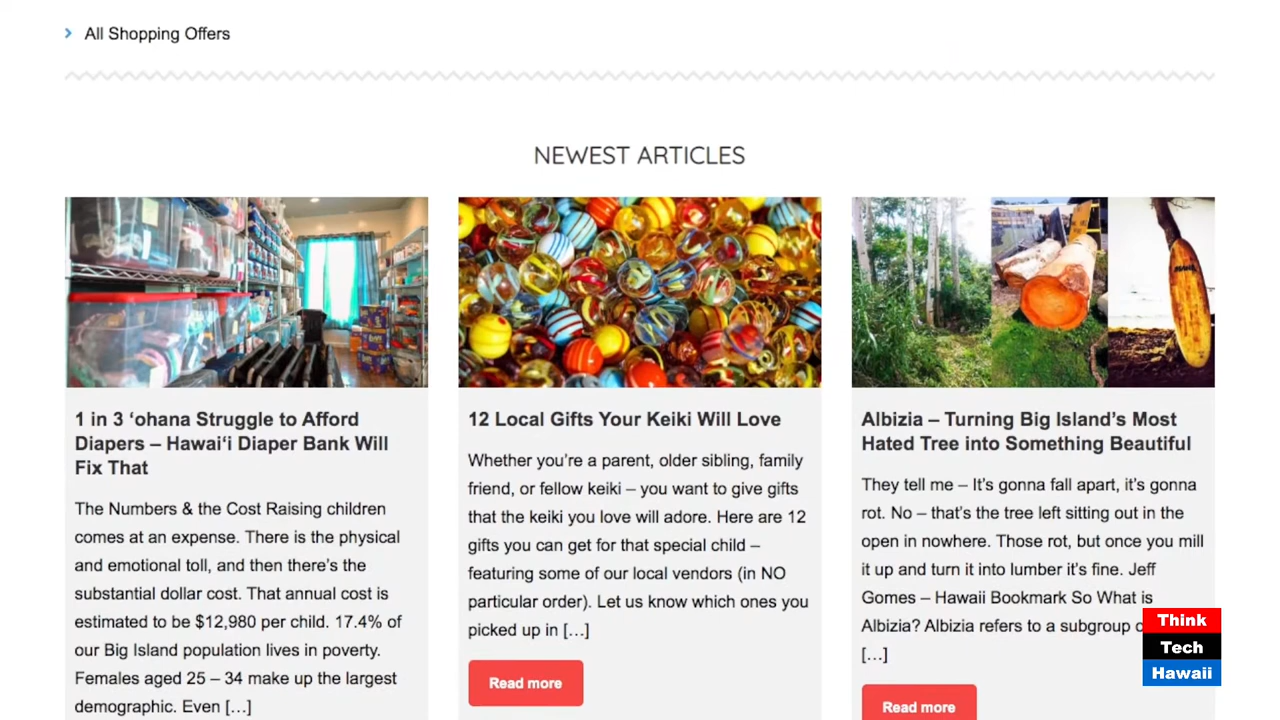 All Shopping Offers
NEWEST ARTICLES
1 in 3 ‘ohana Struggle to Afford
Diapers – Hawai‘i Diaper Bank Will
Fix That
The Numbers & the Cost Raising children
comes at an expense. There is the physical
and emotional toll, and then there’s the
substantial dollar cost. That annual cost is
estimated to be $12,980 per child. 17.4% of
our Big Island population lives in poverty.
Females aged 25 – 34 make up the largest
demographic. Even […]
12 Local Gifts Your Keiki Will Love
Whether you’re a parent, older sibling, family
friend, or fellow keiki – you want to give gifts
that the keiki you love will adore. Here are 12
gifts you can get for that special child –
featuring some of our local vendors (in NO
particular order). Let us know which ones you
picked up in […]
Read more
Albizia – Turning Big Island’s Most
Hated Tree into Something Beautiful
They tell me – It’s gonna fall apart, it’s gonna
rot. No – that’s the tree left sitting out in the
open in nowhere. Those rot, but once you mill
it up and turn it into lumber it’s fine. Jeff
Gomes – Hawaii Bookmark So What is
Albizia? Albizia refers to a subgroup
[…]
Read more
Think
Tech
Hawaii